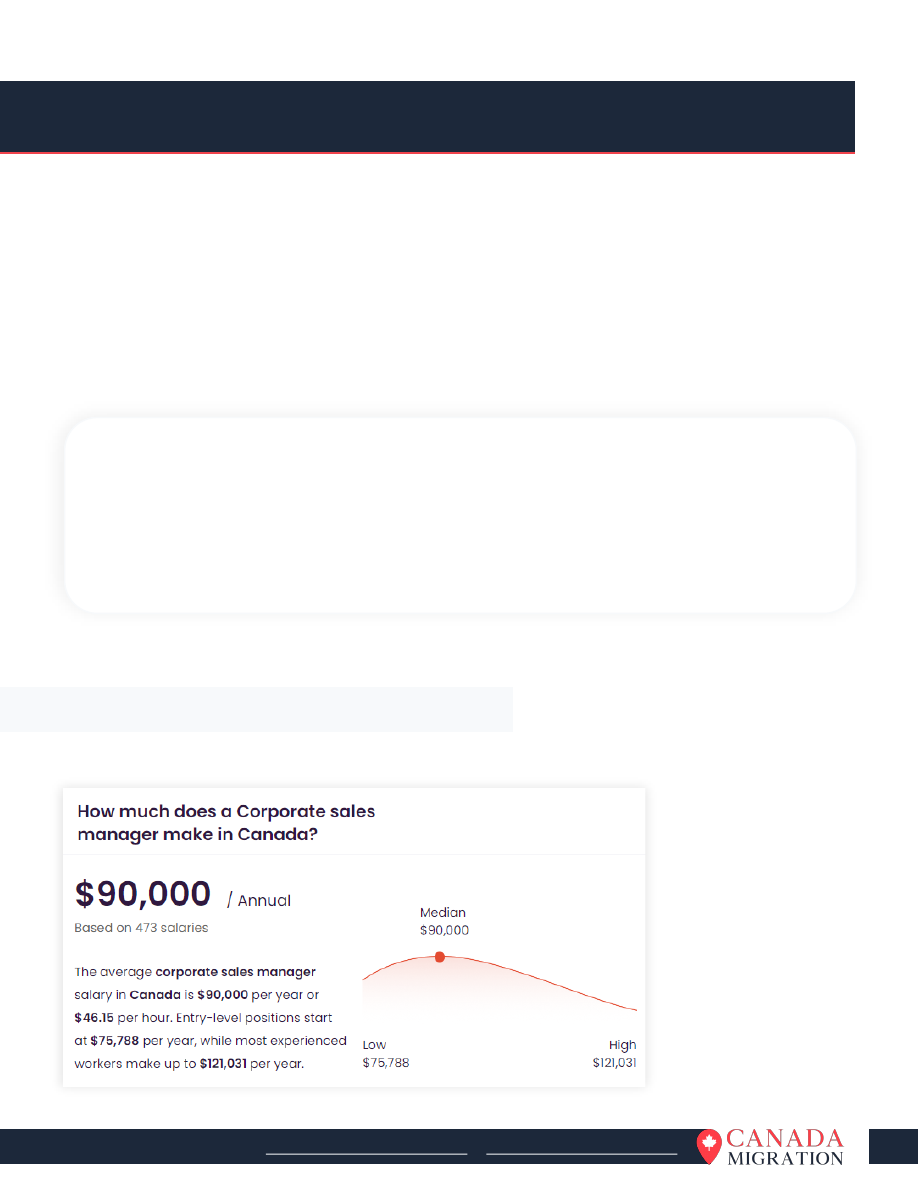 How much does a Corporate sales
manager make in Canada?
$90,000 / Annual
Based on 473 salaries
The average corporate sales manager
salary in Canada is $90,000 per year or
$46.15 per hour. Entry-level positions start
at $75,788 per year, while most experienced
workers make up to $121,031 per year.
Median
$90,000
Low
$75,788
High
$121,031
CANADA
MIGRATION